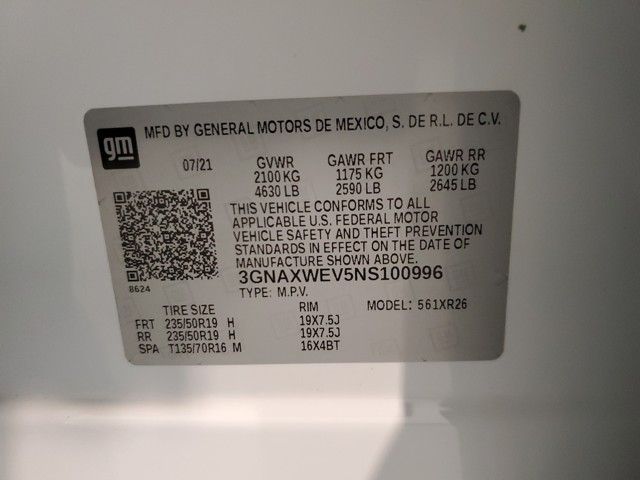 gm
MFD BY GENERAL MOTORS DE MEXICO, S. DE R.L. DE C.V.
07/21 GVWR GAWR FRT GAWR RR
2100 KG 1175 KG 1200 KG
4630 LB 2590 LB 2645 LB
THIS VEHICLE CONFORMS TO ALL
APPLICABLE U.S. FEDERAL MOTOR
VEHICLE SAFETY AND THEFT PREVENTION
STANDARDS IN EFFECT ON THE DATE OF
MANUFACTURE SHOWN ABOVE.
8624
3GNAXWEV5NS100996
TYPE: M.P.V.
TIRE SIZE RIM MODEL: 561XR26
FRT 235/50R19 H 19X7.5J
RR 235/50R19 H 19X7.5J
SPA T135/70R16 M 16X4BT